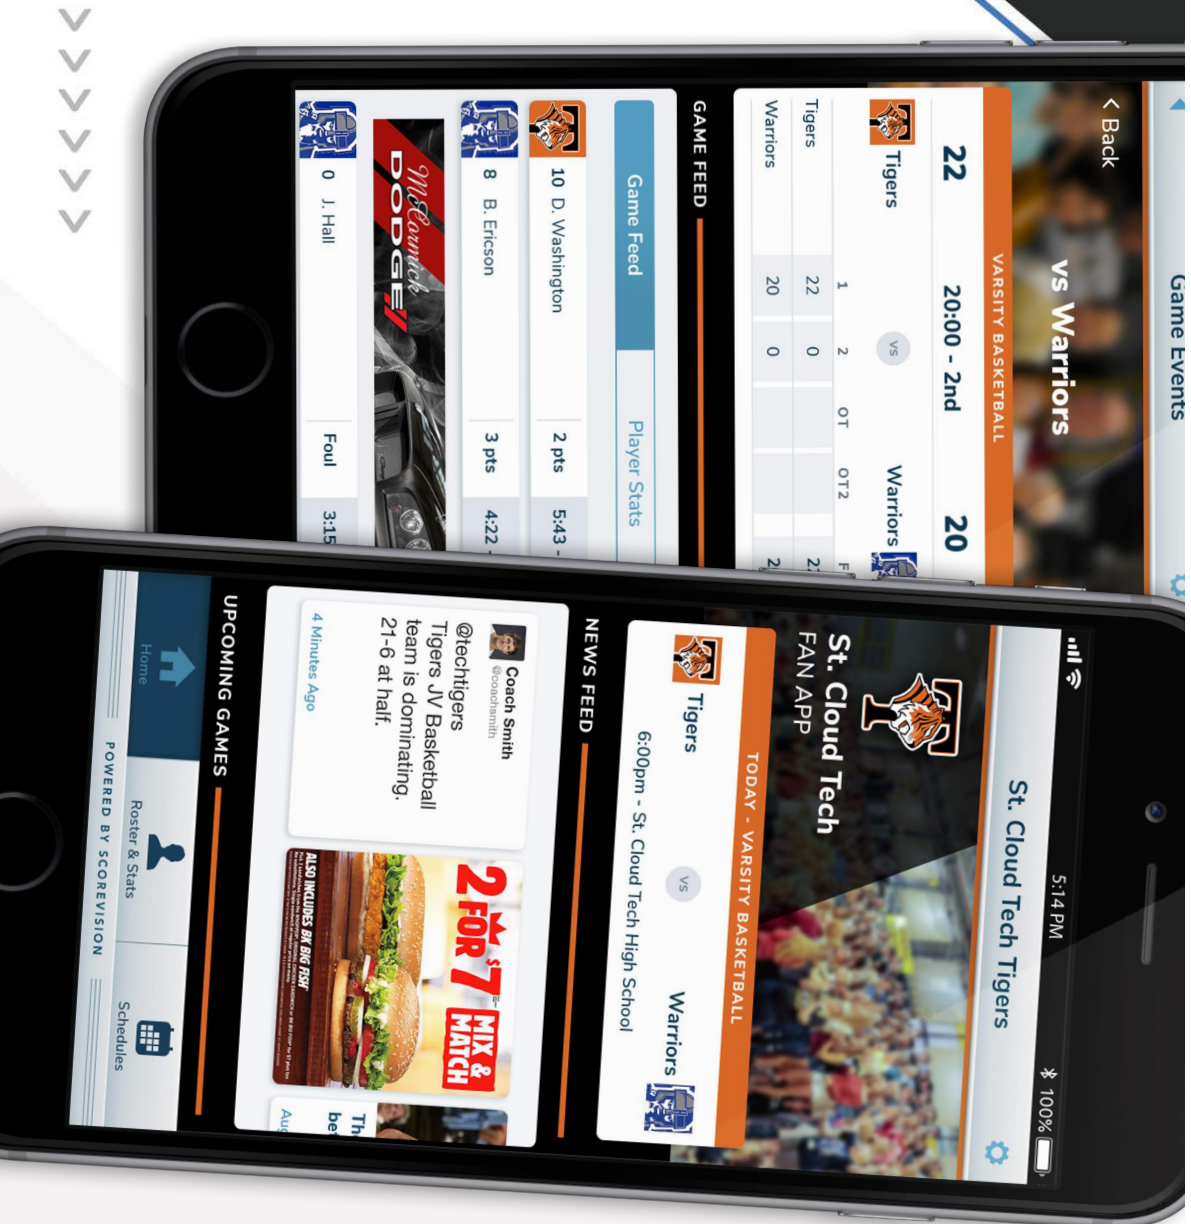 Game Events
< Back
vs Warriors
VARSITY BASKETBALL
22 20:00 - 2nd 20
Tigers vs Warriors
1 2 OT OT2 F
Tigers 22 0
Warriors 20 0
GAME FEED
Game Feed Player Stats
10 D. Washington 2 pts 5:43 -
8 B. Ericson 3 pts 4:22 -
McCormick
DODGE
0 J. Hall Foul 3:15
5:14 PM 100%
St. Cloud Tech Tigers
T
St. Cloud Tech
FAN APP
TODAY - VARSITY BASKETBALL
Tigers vs Warriors
6:00pm - St. Cloud Tech High School
NEWS FEED
Coach Smith
@coachsmith
@techtigers
Tigers JV Basketball
team is dominating.
21-6 at half.
4 Minutes Ago
2 FOR $7 MIX &
MATCH
ALSO INCLUDES BK BIG FISH
UPCOMING GAMES
Home Roster & Stats Schedules
POWERED BY SCOREVISION